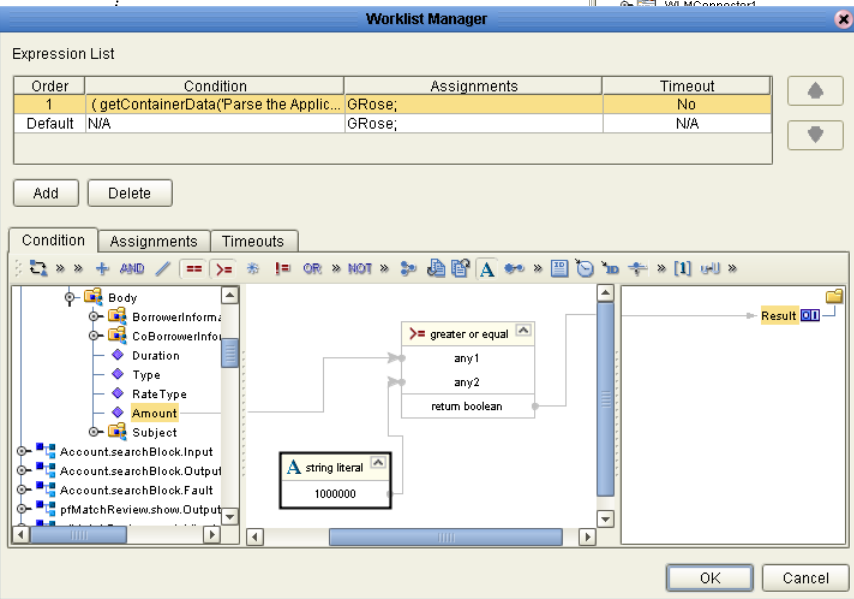 WLMConnector1
Worklist Manager
Expression List
Order Condition Assignments Timeout
1 ( getContainerData('Parse the Applic... GRose; No
Default N/A GRose; N/A
Add Delete
Condition Assignments Timeouts
» » AND == >= != OR » NOT » A » ID » [1] »
Body
BorrowerInforma
CoBorrowerInfor
Duration
Type
RateType
Amount
Subject
Account.searchBlock.Input
Account.searchBlock.Output
Account.searchBlock.Fault
pfMatchReview.show.Output
>= greater or equal
any1
any2
return boolean
A string literal
1000000
Result
OK Cancel